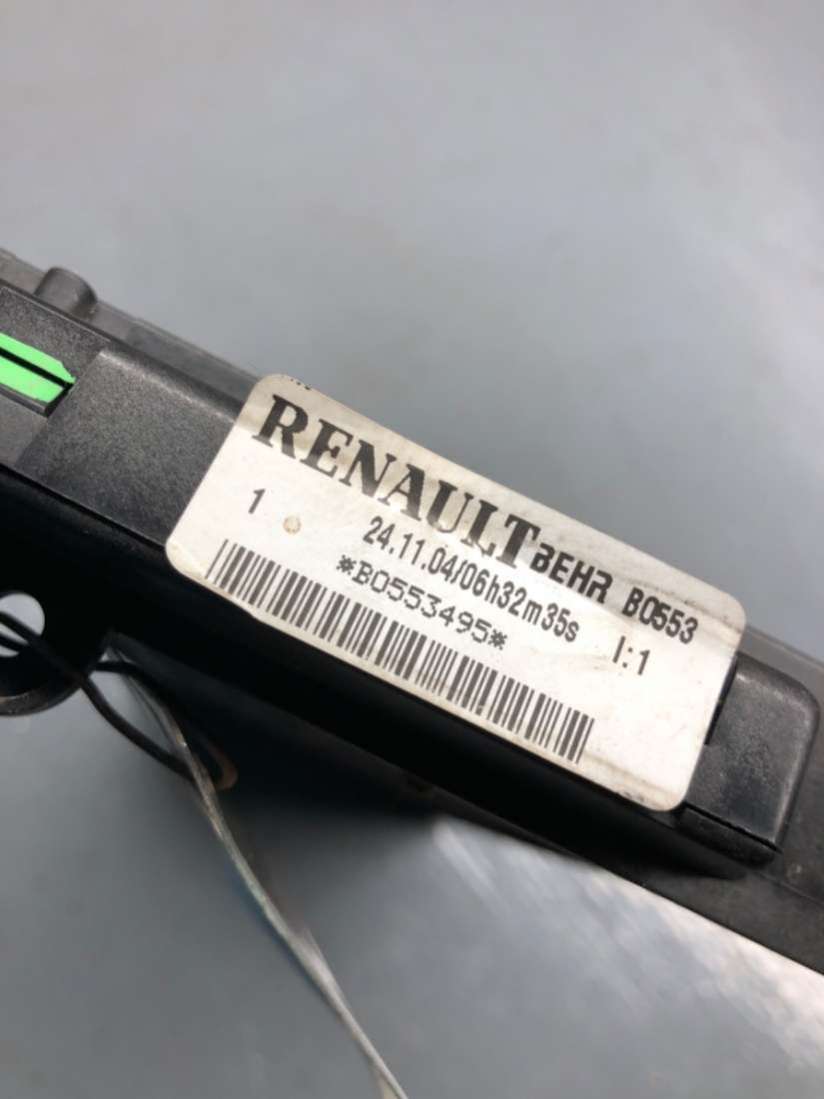 RENAULT BEHR B0553
1 24.11.04/06h32m35s I:1
*B0553495*